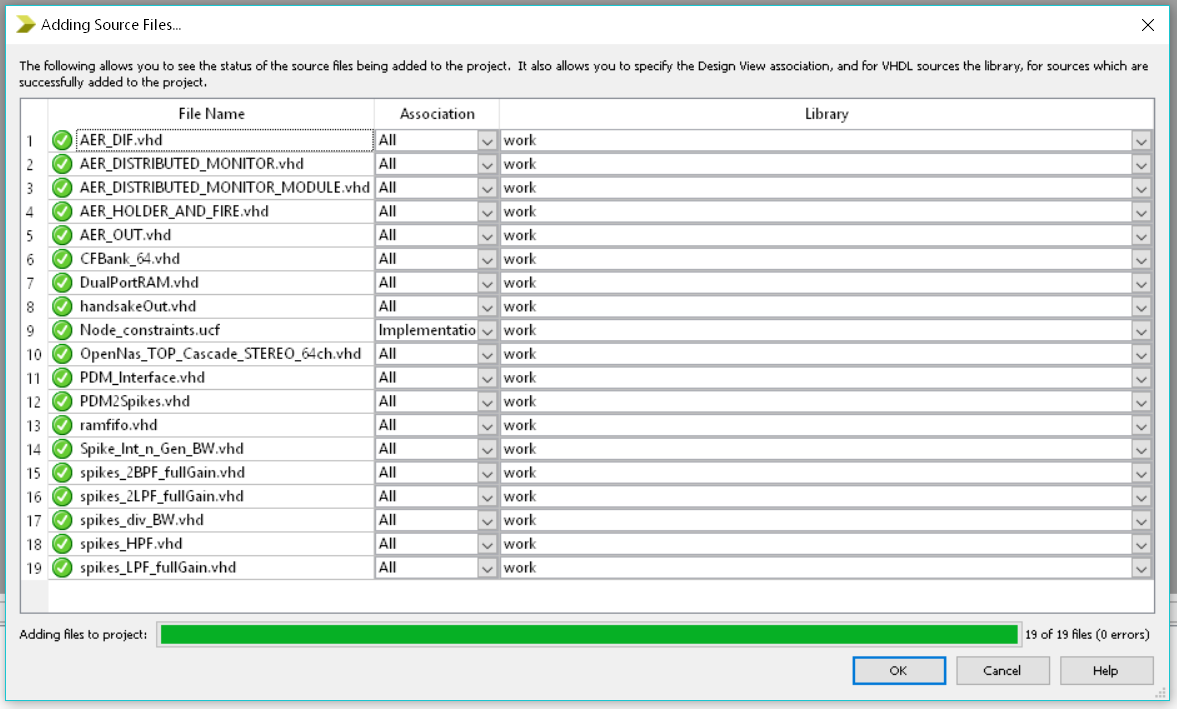 Adding Source Files...
The following allows you to see the status of the source files being added to the project.  It also allows you to specify the Design View association, and for VHDL sources the library, for sources which are
successfully added to the project.
File Name Association Library
1 AER_DIF.vhd All work
2 AER_DISTRIBUTED_MONITOR.vhd All work
3 AER_DISTRIBUTED_MONITOR_MODULE.vhd All work
4 AER_HOLDER_AND_FIRE.vhd All work
5 AER_OUT.vhd All work
6 CFBank_64.vhd All work
7 DualPortRAM.vhd All work
8 handsakeOut.vhd All work
9 Node_constraints.ucf Implementatio work
10 OpenNas_TOP_Cascade_STEREO_64ch.vhd All work
11 PDM_Interface.vhd All work
12 PDM2Spikes.vhd All work
13 ramfifo.vhd All work
14 Spike_Int_n_Gen_BW.vhd All work
15 spikes_2BPF_fullGain.vhd All work
16 spikes_2LPF_fullGain.vhd All work
17 spikes_div_BW.vhd All work
18 spikes_HPF.vhd All work
19 spikes_LPF_fullGain.vhd All work
Adding files to project: 19 of 19 files (0 errors)
OK Cancel Help